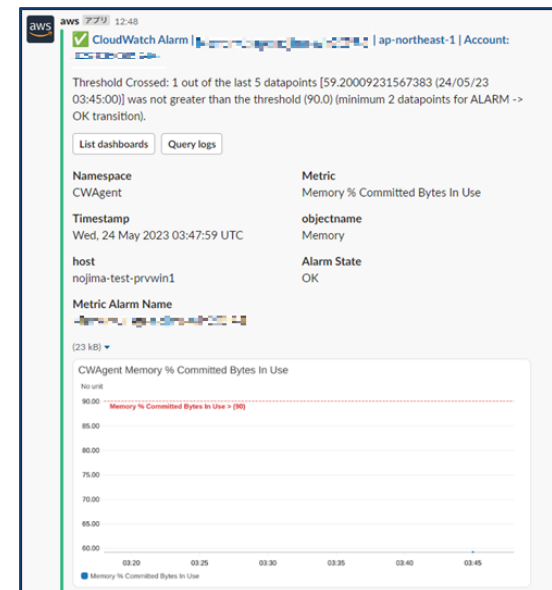 aws
aws アプリ 12:48
CloudWatch Alarm | | ap-northeast-1 | Account:
Threshold Crossed: 1 out of the last 5 datapoints [59.20009231567383 (24/05/23
03:45:00)] was not greater than the threshold (90.0) (minimum 2 datapoints for ALARM ->
OK transition).
List dashboards Query logs
Namespace Metric
CWAgent Memory % Committed Bytes In Use
Timestamp objectname
Wed, 24 May 2023 03:47:59 UTC Memory
host Alarm State
nojima-test-prvwin1 OK
Metric Alarm Name
(23 kB)
CWAgent Memory % Committed Bytes In Use
No unit
90.00
Memory % Committed Bytes In Use > (90)
85.00
80.00
75.00
70.00
65.00
60.00
03:20 03:25 03:30 03:35 03:40 03:45
Memory % Committed Bytes In Use